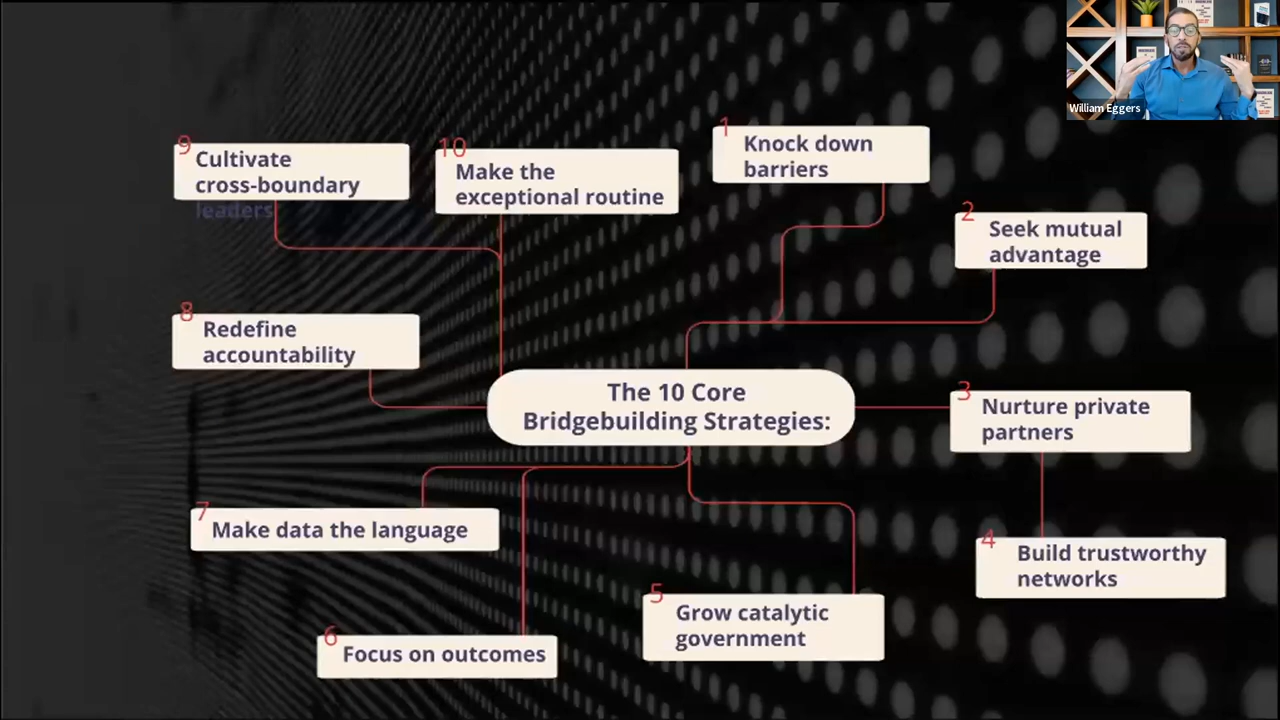 William Eggers
The 10 Core
Bridgebuilding Strategies:
1
Knock down
barriers
2
Seek mutual
advantage
3
Nurture private
partners
4
Build trustworthy
networks
5
Grow catalytic
government
6
Focus on outcomes
7
Make data the language
8
Redefine
accountability
9
Cultivate
cross-boundary
leaders
10
Make the
exceptional routine